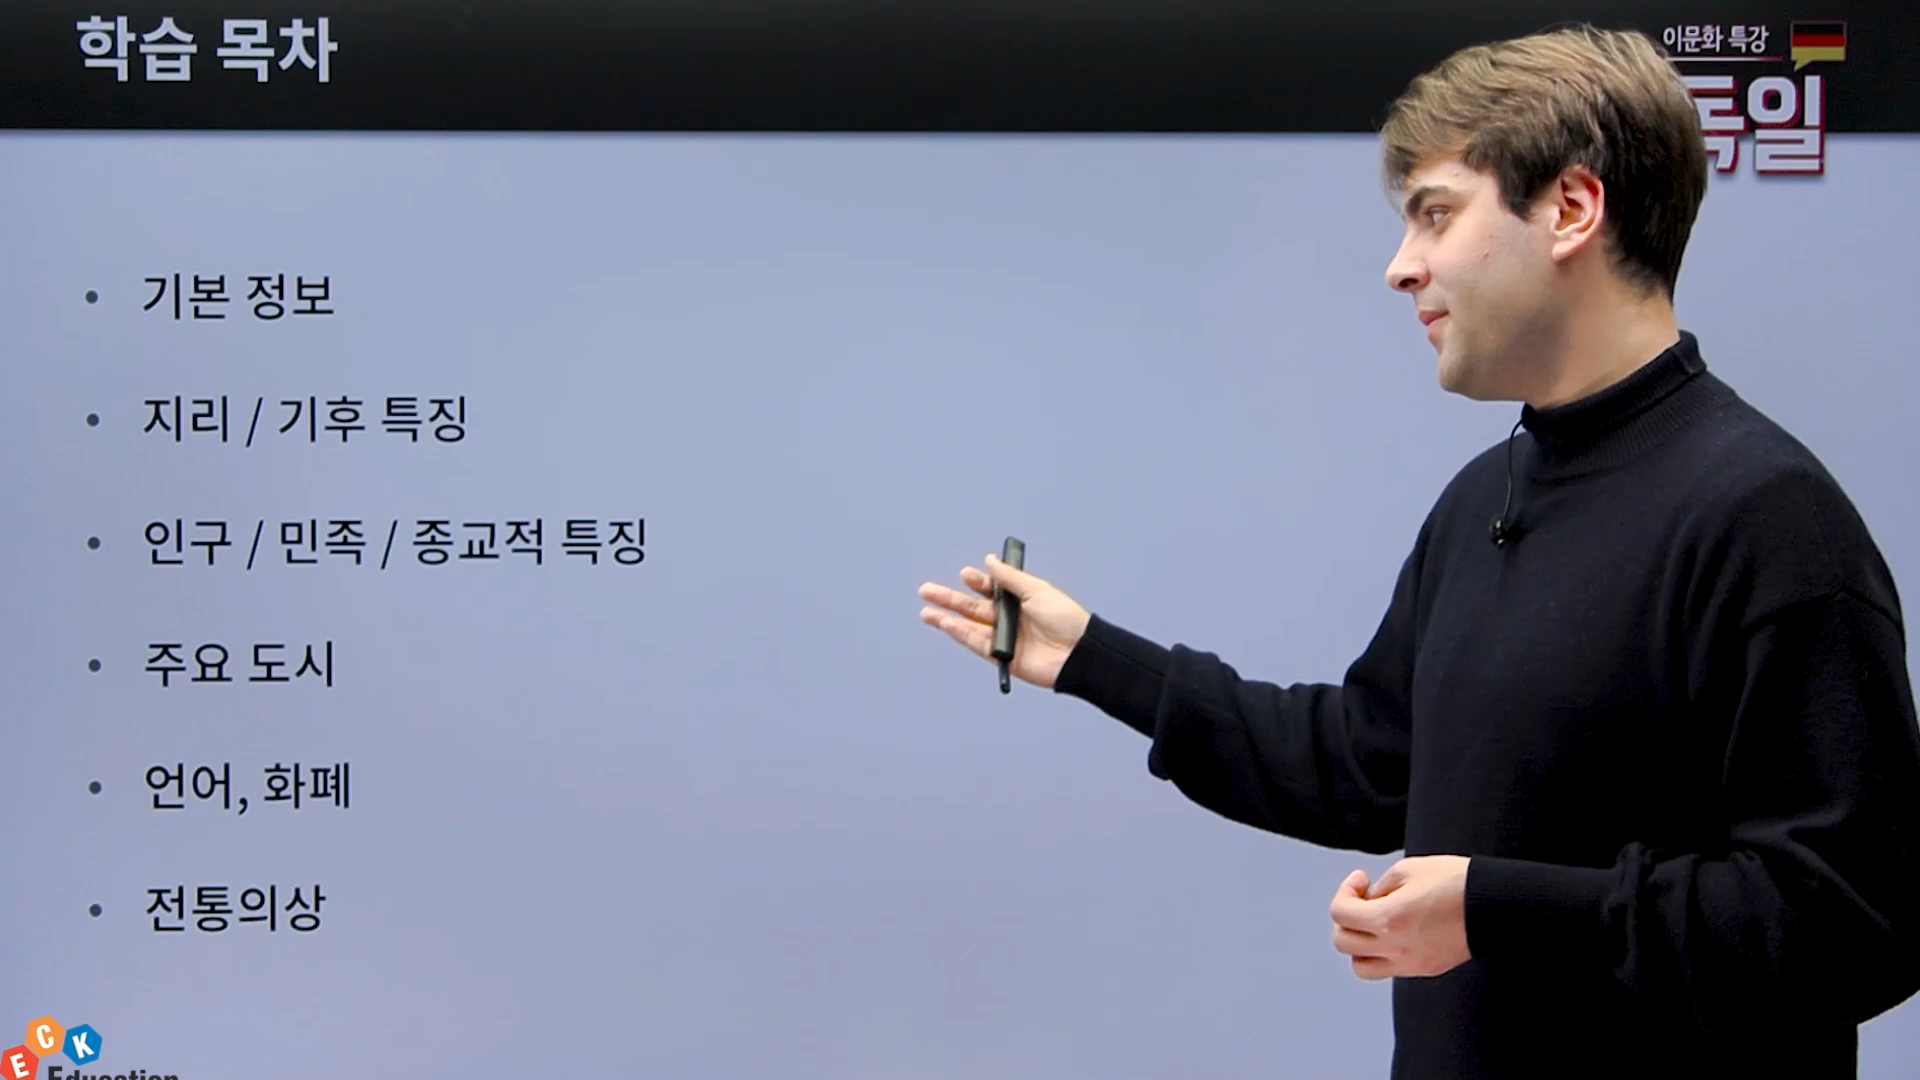 학습 목차
이문화 특강
독일
기본 정보
지리 / 기후 특징
인구 / 민족 / 종교적 특징
주요 도시
언어, 화폐
전통의상
ECK
Education